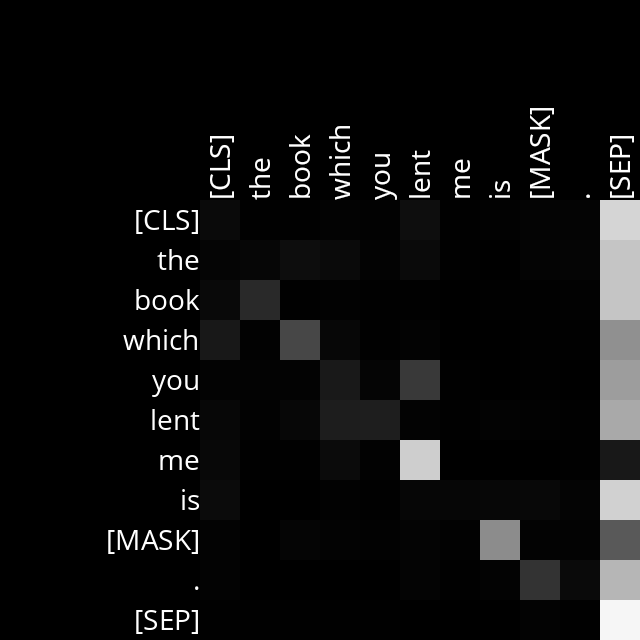 [CLS] the book which you lent me is [MASK] . [SEP]
[CLS]
the
book
which
you
lent
me
is
[MASK]
.
[SEP]